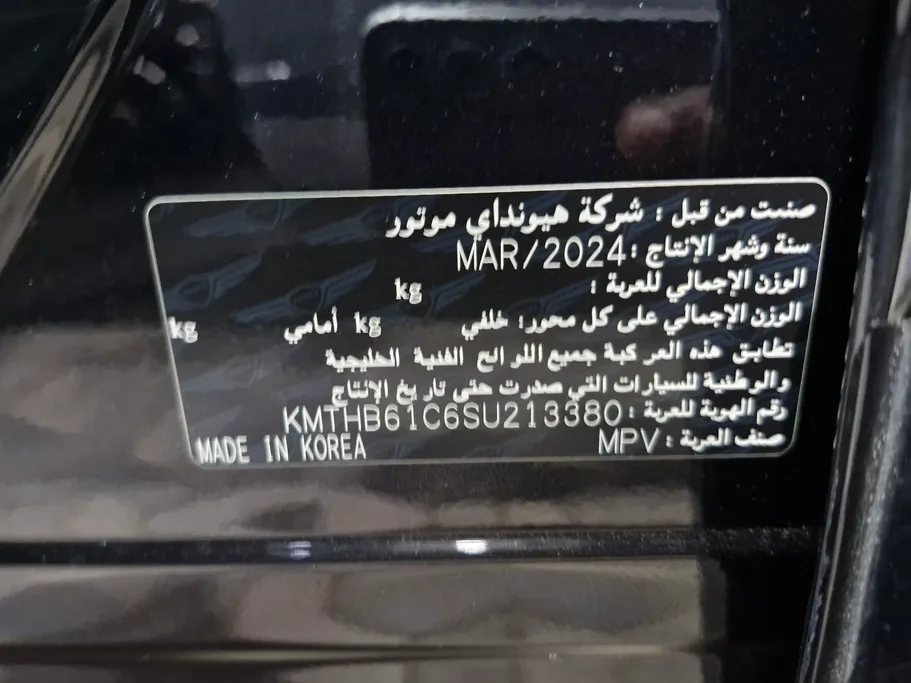 صنعت من قبل : شركة هيونداي موتور
سنة وشهر الإنتاج : MAR/2024
الوزن الإجمالي للعربة : kg
الوزن الإجمالي على كل محور: خلفي kg أمامي kg
تطابق هذه العركبة جميع اللوائح الفنية الخليجية
والوطنية للسيارات التي صدرت حتى تاريخ الإنتاج
رقم الهوية للعربة : KMTHB61C6SU213380
صنف العربة : MPV
MADE IN KOREA